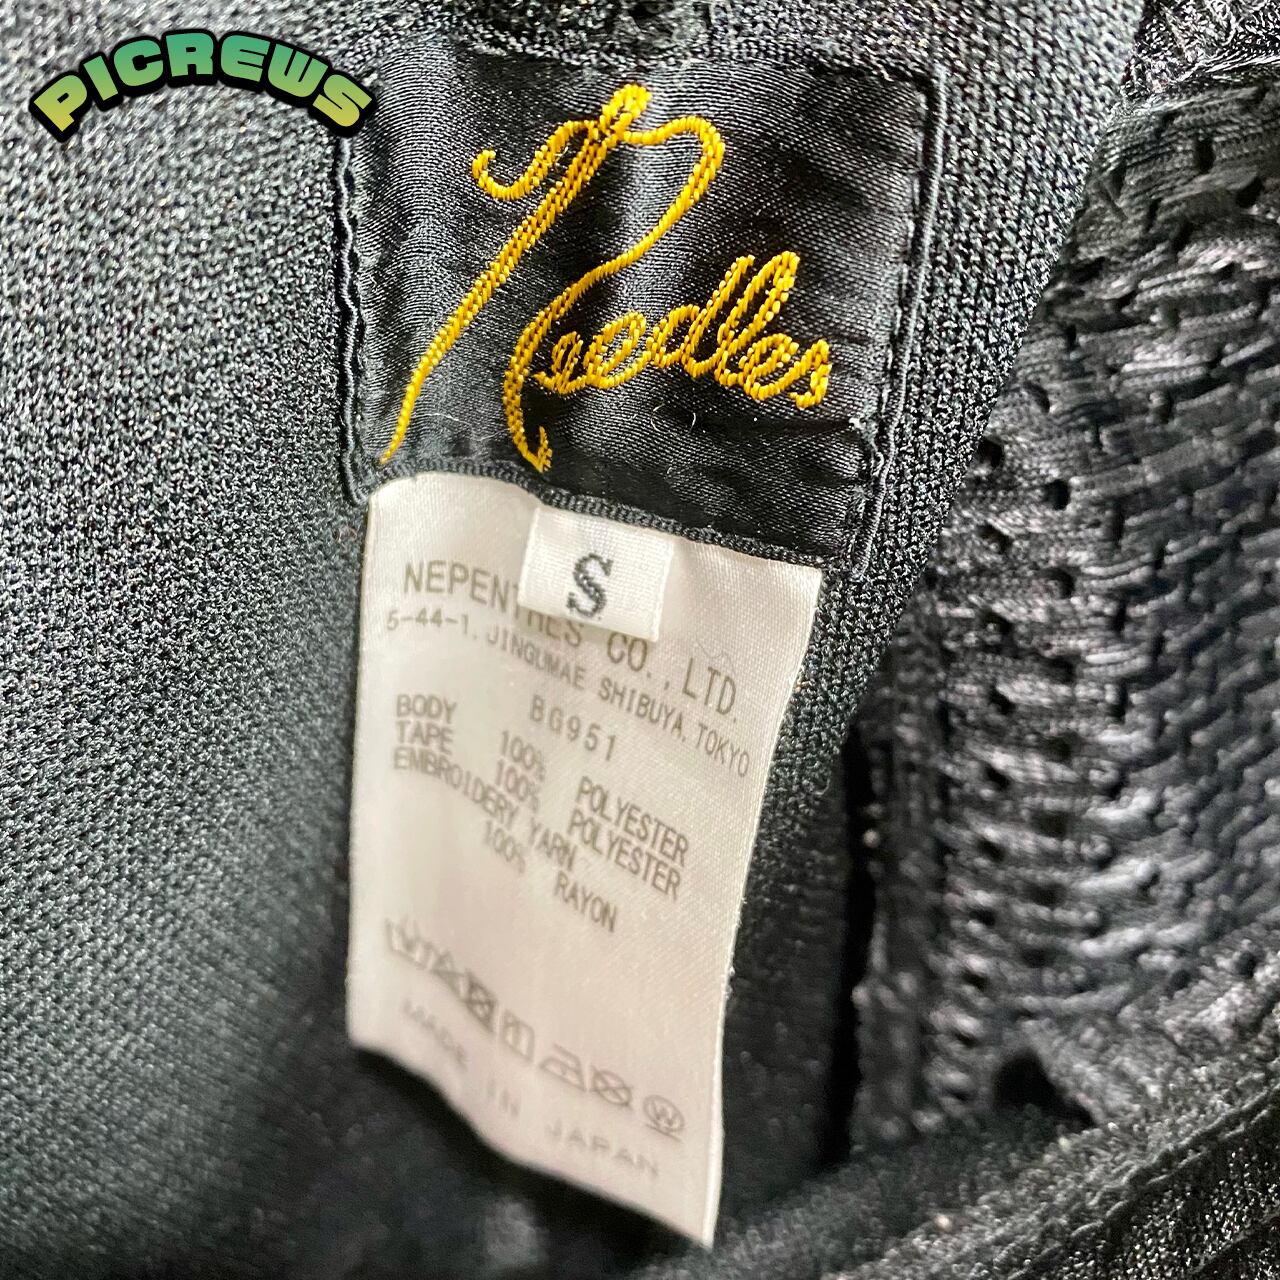 PICREWS
Needles
S
NEPENTHES CO.,LTD.
5-44-1, JINGUMAE SHIBUYA, TOKYO
BG951
BODY 100% POLYESTER
TAPE 100% POLYESTER
EMBROIDERY YARN
100% RAYON
MADE IN JAPAN